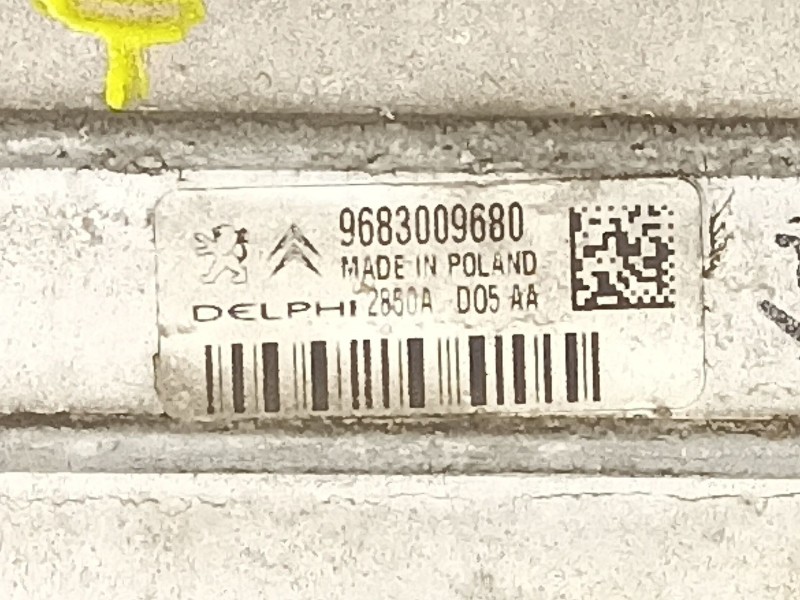 9683009680
MADE IN POLAND
DELPHI 2850A D05 AA